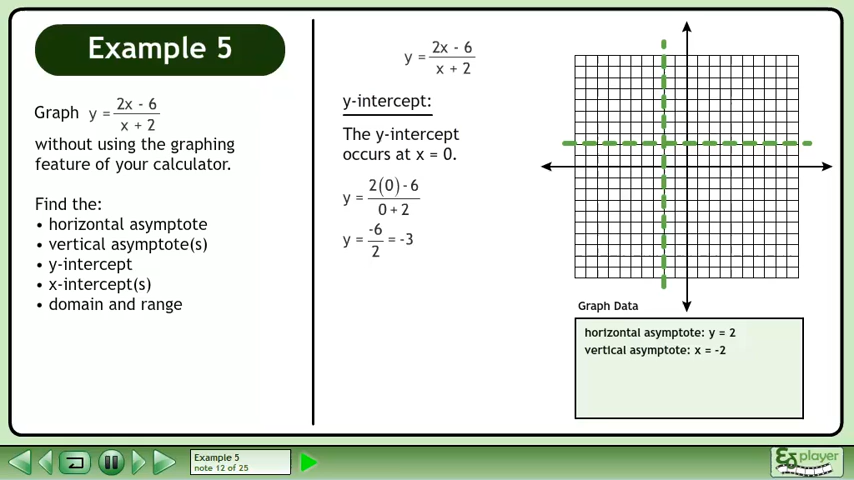 Example 5
Graph y = (2x - 6)/(x + 2)
without using the graphing
feature of your calculator.
Find the:
• horizontal asymptote
• vertical asymptote(s)
• y-intercept
• x-intercept(s)
• domain and range
y = (2x - 6)/(x + 2)
y-intercept:
The y-intercept
occurs at x = 0.
y = (2(0) - 6)/(0 + 2)
y = -6/2 = -3
Graph Data
horizontal asymptote: y = 2
vertical asymptote: x = -2
Example 5
note 12 of 25
player